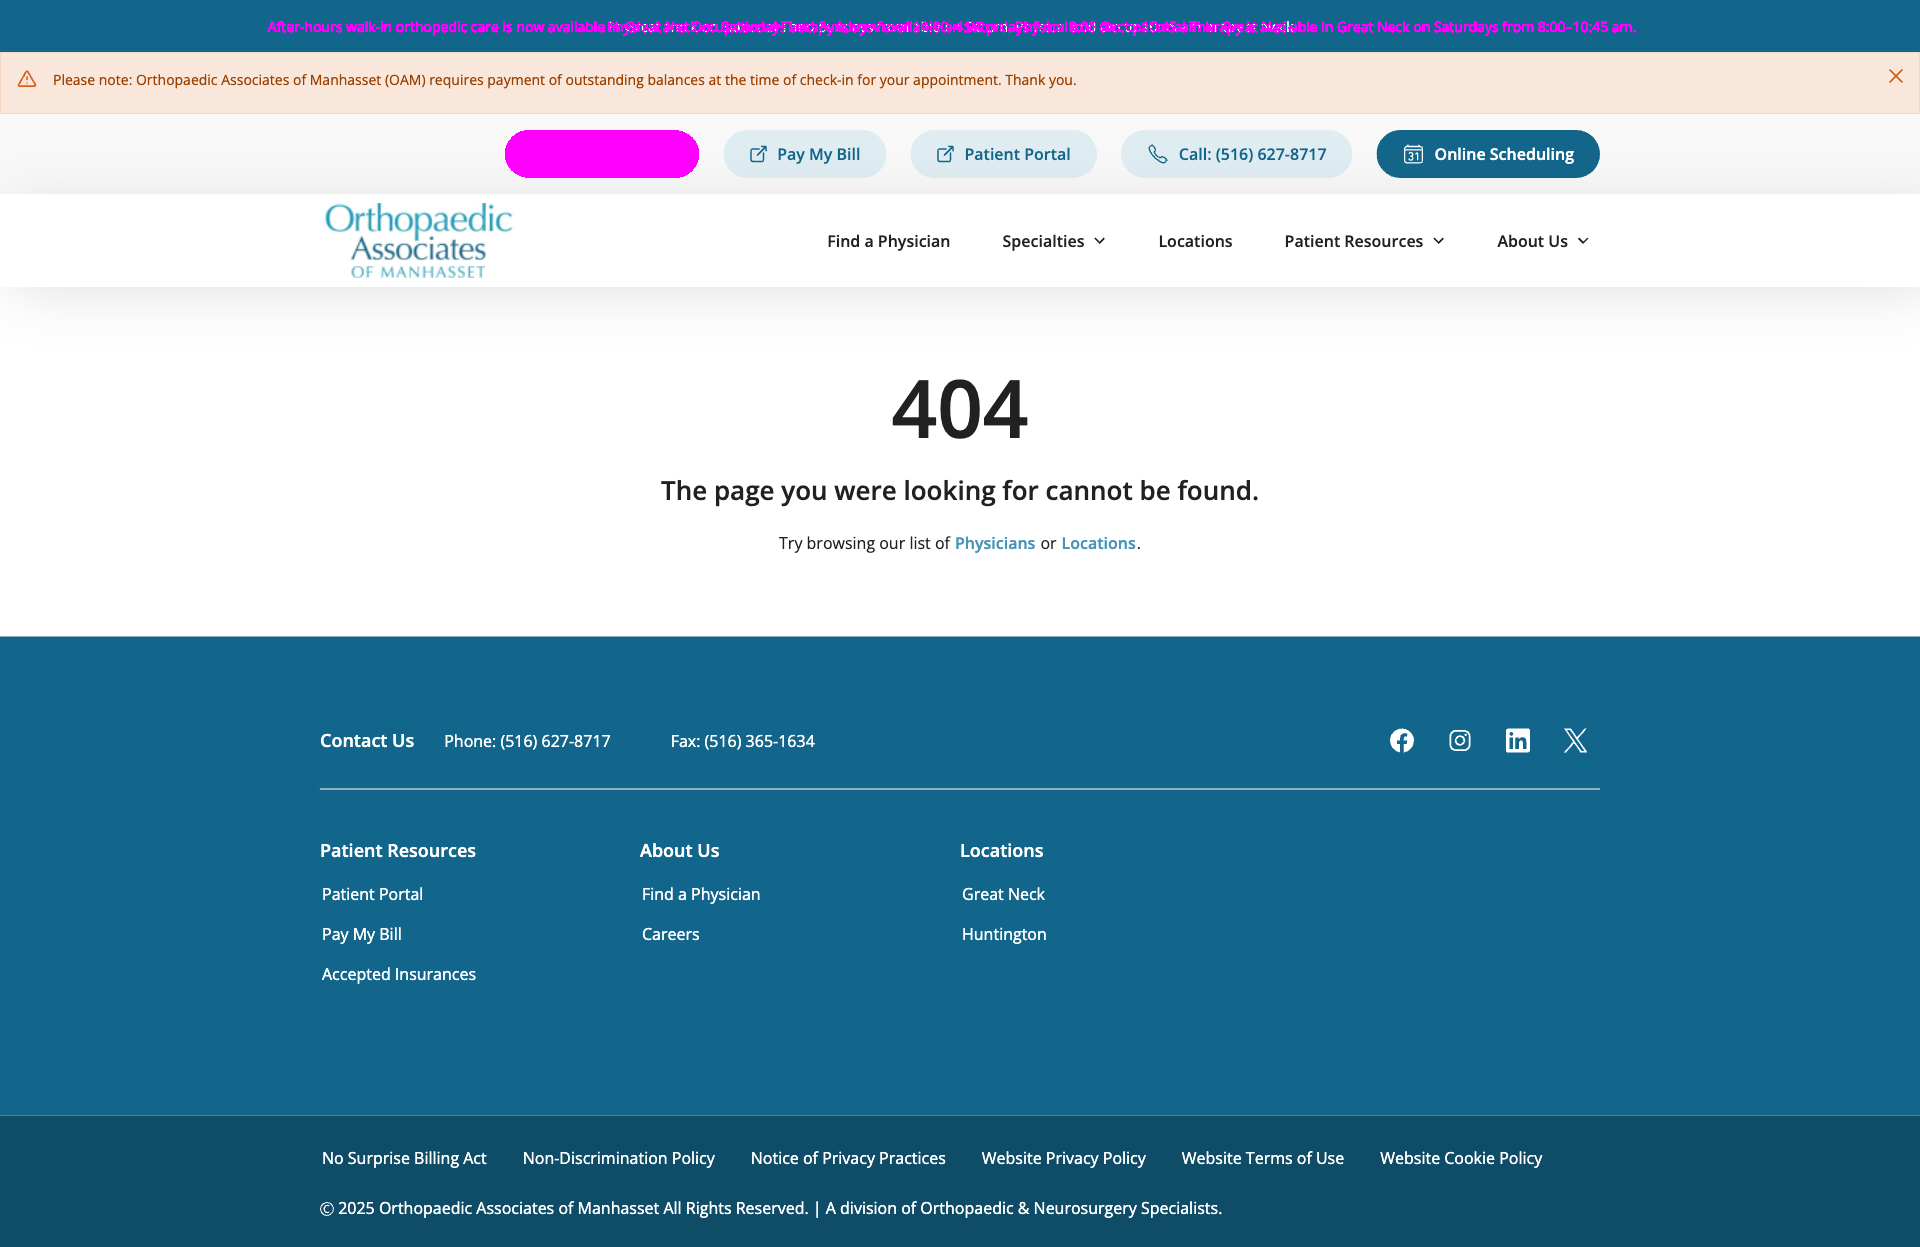 After-hours walk-in orthopedic care is now available
available in Great Neck on Saturdays from 8:00–10:45 am.
Please note: Orthopaedic Associates of Manhasset (OAM) requires payment of outstanding balances at the time of check-in for your appointment. Thank you.
Pay My Bill
Patient Portal
Call: (516) 627-8717
31
Online Scheduling
Orthopaedic
Associates
OF MANHASSET
Find a Physician
Specialties
Locations
Patient Resources
About Us
404
The page you were looking for cannot be found.
Try browsing our list of Physicians or Locations.
Contact Us
Phone: (516) 627-8717
Fax: (516) 365-1634
Patient Resources
About Us
Locations
Patient Portal
Find a Physician
Great Neck
Pay My Bill
Careers
Huntington
Accepted Insurances
No Surprise Billing Act
Non-Discrimination Policy
Notice of Privacy Practices
Website Privacy Policy
Website Terms of Use
Website Cookie Policy
© 2025 Orthopaedic Associates of Manhasset All Rights Reserved. | A division of Orthopaedic & Neurosurgery Specialists.